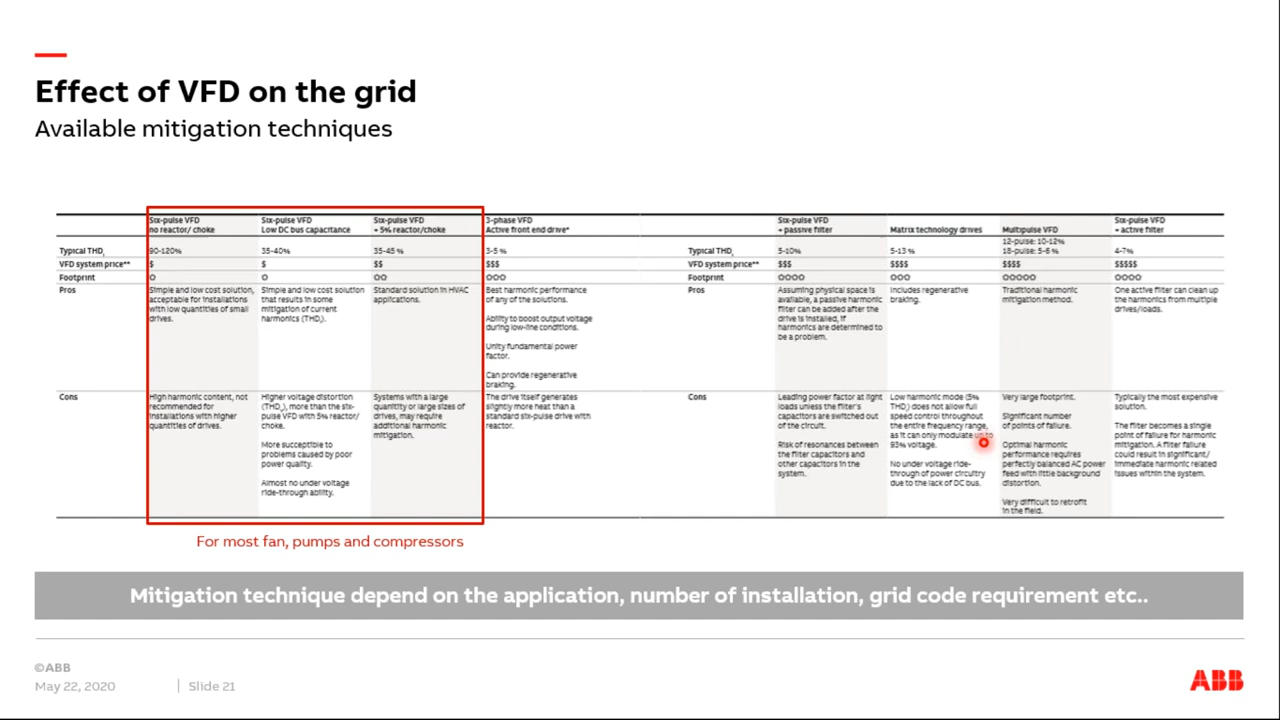 Effect of VFD on the grid
Available mitigation techniques
Six-pulse VFD
no reactor/ choke
Six-pulse VFD
Low DC bus capacitance
Six-pulse VFD
+ 5% reactor/choke
3-phase VFD
Active front end drive*
Six-pulse VFD
+ passive filter
Matrix technology drives
Multipulse VFD
Six-pulse VFD
+ active filter
Typical THDi
90-120%
35-40%
35-45 %
3-5 %
Typical THDi
5-10%
5-13 %
12-pulse: 10-12%
18-pulse: 5-6 %
4-7%
VFD system price**
$
$
$$
$$$
VFD system price**
$$$
$$$$
$$$$
$$$$$
Footprint
Footprint
Pros
Simple and low cost solution,
acceptable for installations
with low quantities of small
drives.
Simple and low cost solution
that results in some
mitigation of current
harmonics (THDi).
Standard solution in HVAC
applications.
Best harmonic performance
of any of the solutions.
Ability to boost output voltage
during low-line conditions.
Unity fundamental power
factor.
Can provide regenerative
braking.
Pros
Assuming physical space is
available, a passive harmonic
filter can be added after the
drive is installed, if
harmonics are determined to
be a problem.
Includes regenerative
braking.
Traditional harmonic
mitigation method.
One active filter can clean up
the harmonics from multiple
drives/loads.
Cons
High harmonic content, not
recommended for
installations with higher
quantities of drives.
Higher voltage distortion
(THDv), more than the six-
pulse VFD with 5% reactor/
choke.
More succeptible to
problems caused by poor
power quality.
Almost no under voltage
ride-through ability.
Systems with a large
quantity or large sizes of
drives, may require
additional harmonic
mitigation.
The drive itself generates
slightly more heat than a
standard six-pulse drive with
reactor.
Cons
Leading power factor at light
loads unless the filter's
capacitors are switched out
of the circuit.
Risk of resonances between
the filter capacitors and
other capacitors in the
system.
Low harmonic mode (5%
THDi) does not allow full
speed control throughout
the entire frequency range,
as it can only modulate up to
93% voltage.
No under voltage ride-
through of power circuitry
due to the lack of DC bus.
Very large footprint.
Significant number
of points of failure.
Optimal harmonic
performance requires
perfectly balanced AC power
feed with little background
distortion.
Very difficult to retrofit
in the field.
Typically the most expensive
solution.
The filter becomes a single
point of failure for harmonic
mitigation. A filter failure
could result in significant/
immediate harmonic related
issues within the system.
For most fan, pumps and compressors
Mitigation technique depend on the application, number of installation, grid code requirement etc..
©ABB
May 22, 2020
Slide 21
ABB